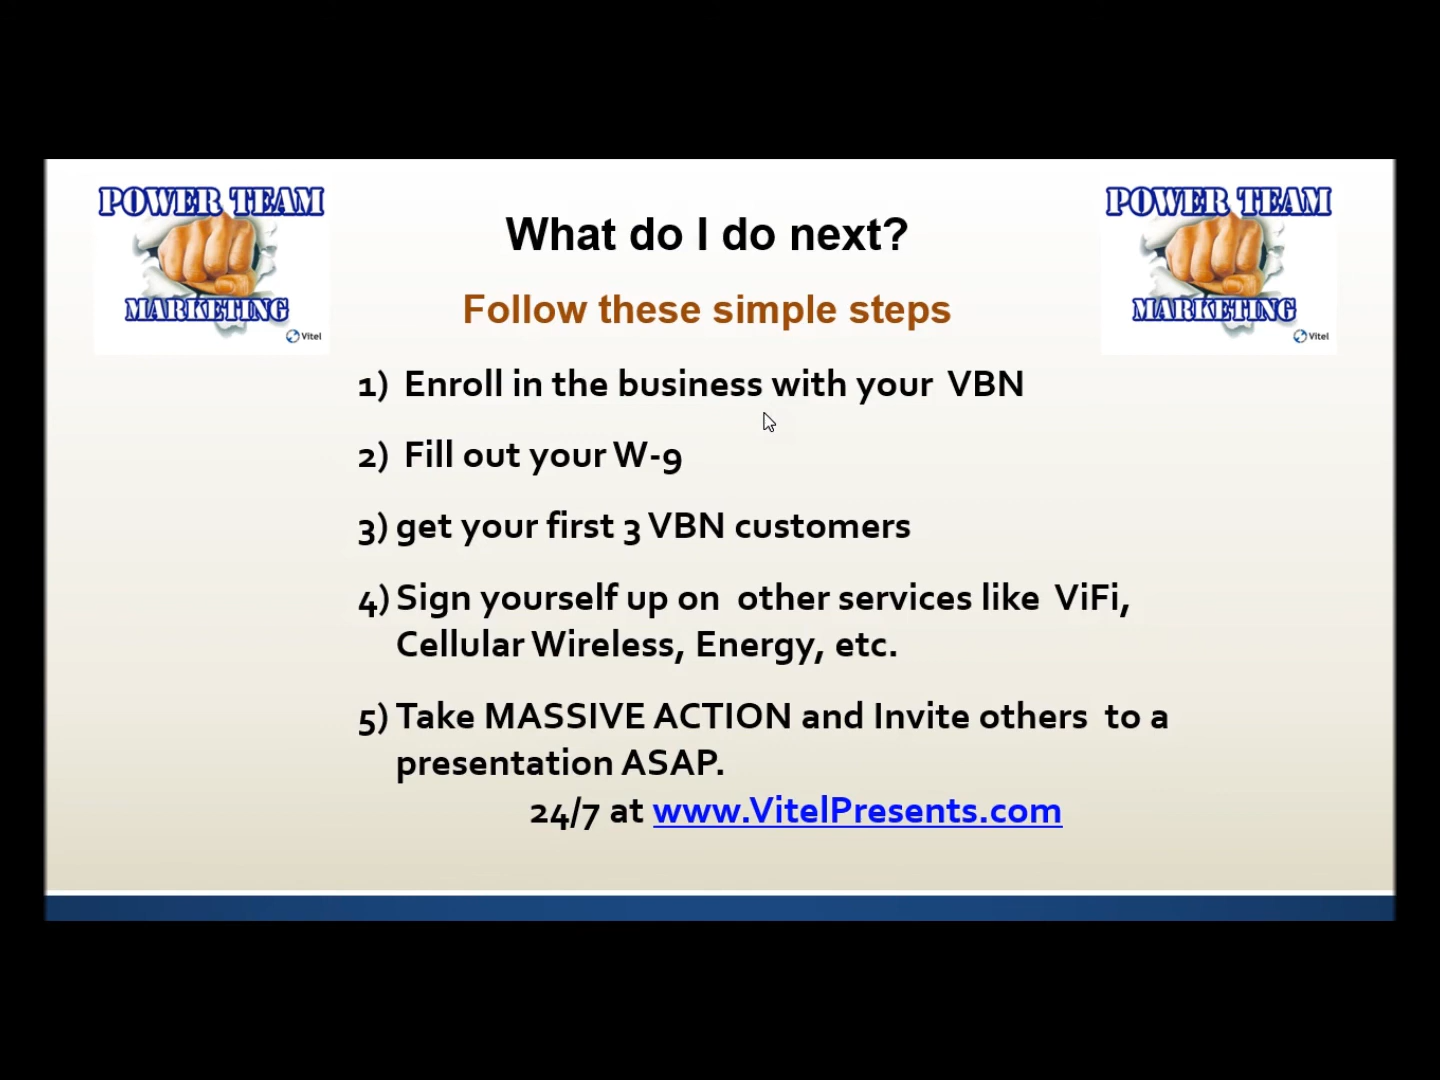 POWER TEAM
MARKETING
Vitel
POWER TEAM
MARKETING
Vitel
What do I do next?
Follow these simple steps
1) Enroll in the business with your VBN
2) Fill out your W-9
3) get your first 3 VBN customers
4) Sign yourself up on other services like ViFi,
Cellular Wireless, Energy, etc.
5) Take MASSIVE ACTION and Invite others to a
presentation ASAP.
24/7 at www.VitelPresents.com